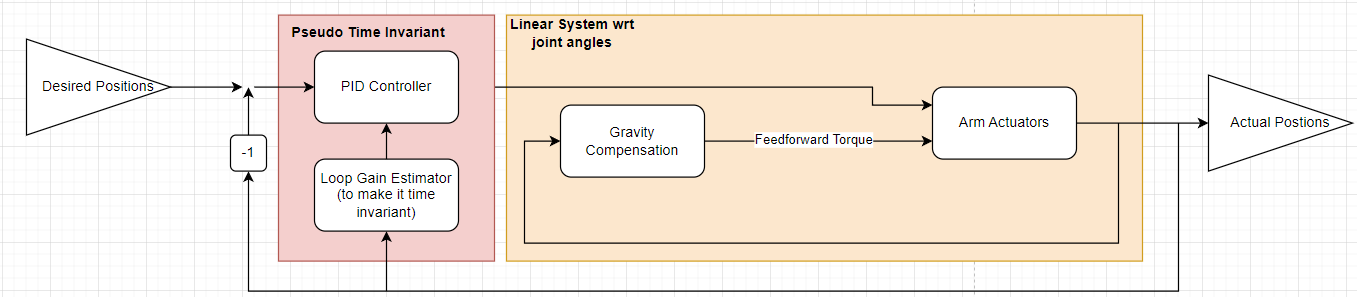 Pseudo Time Invariant
Linear System wrt
joint angles
Desired Positions
PID Controller
-1
Loop Gain Estimator
(to make it time
invariant)
Gravity
Compensation
Feedforward Torque
Arm Actuators
Actual Postions